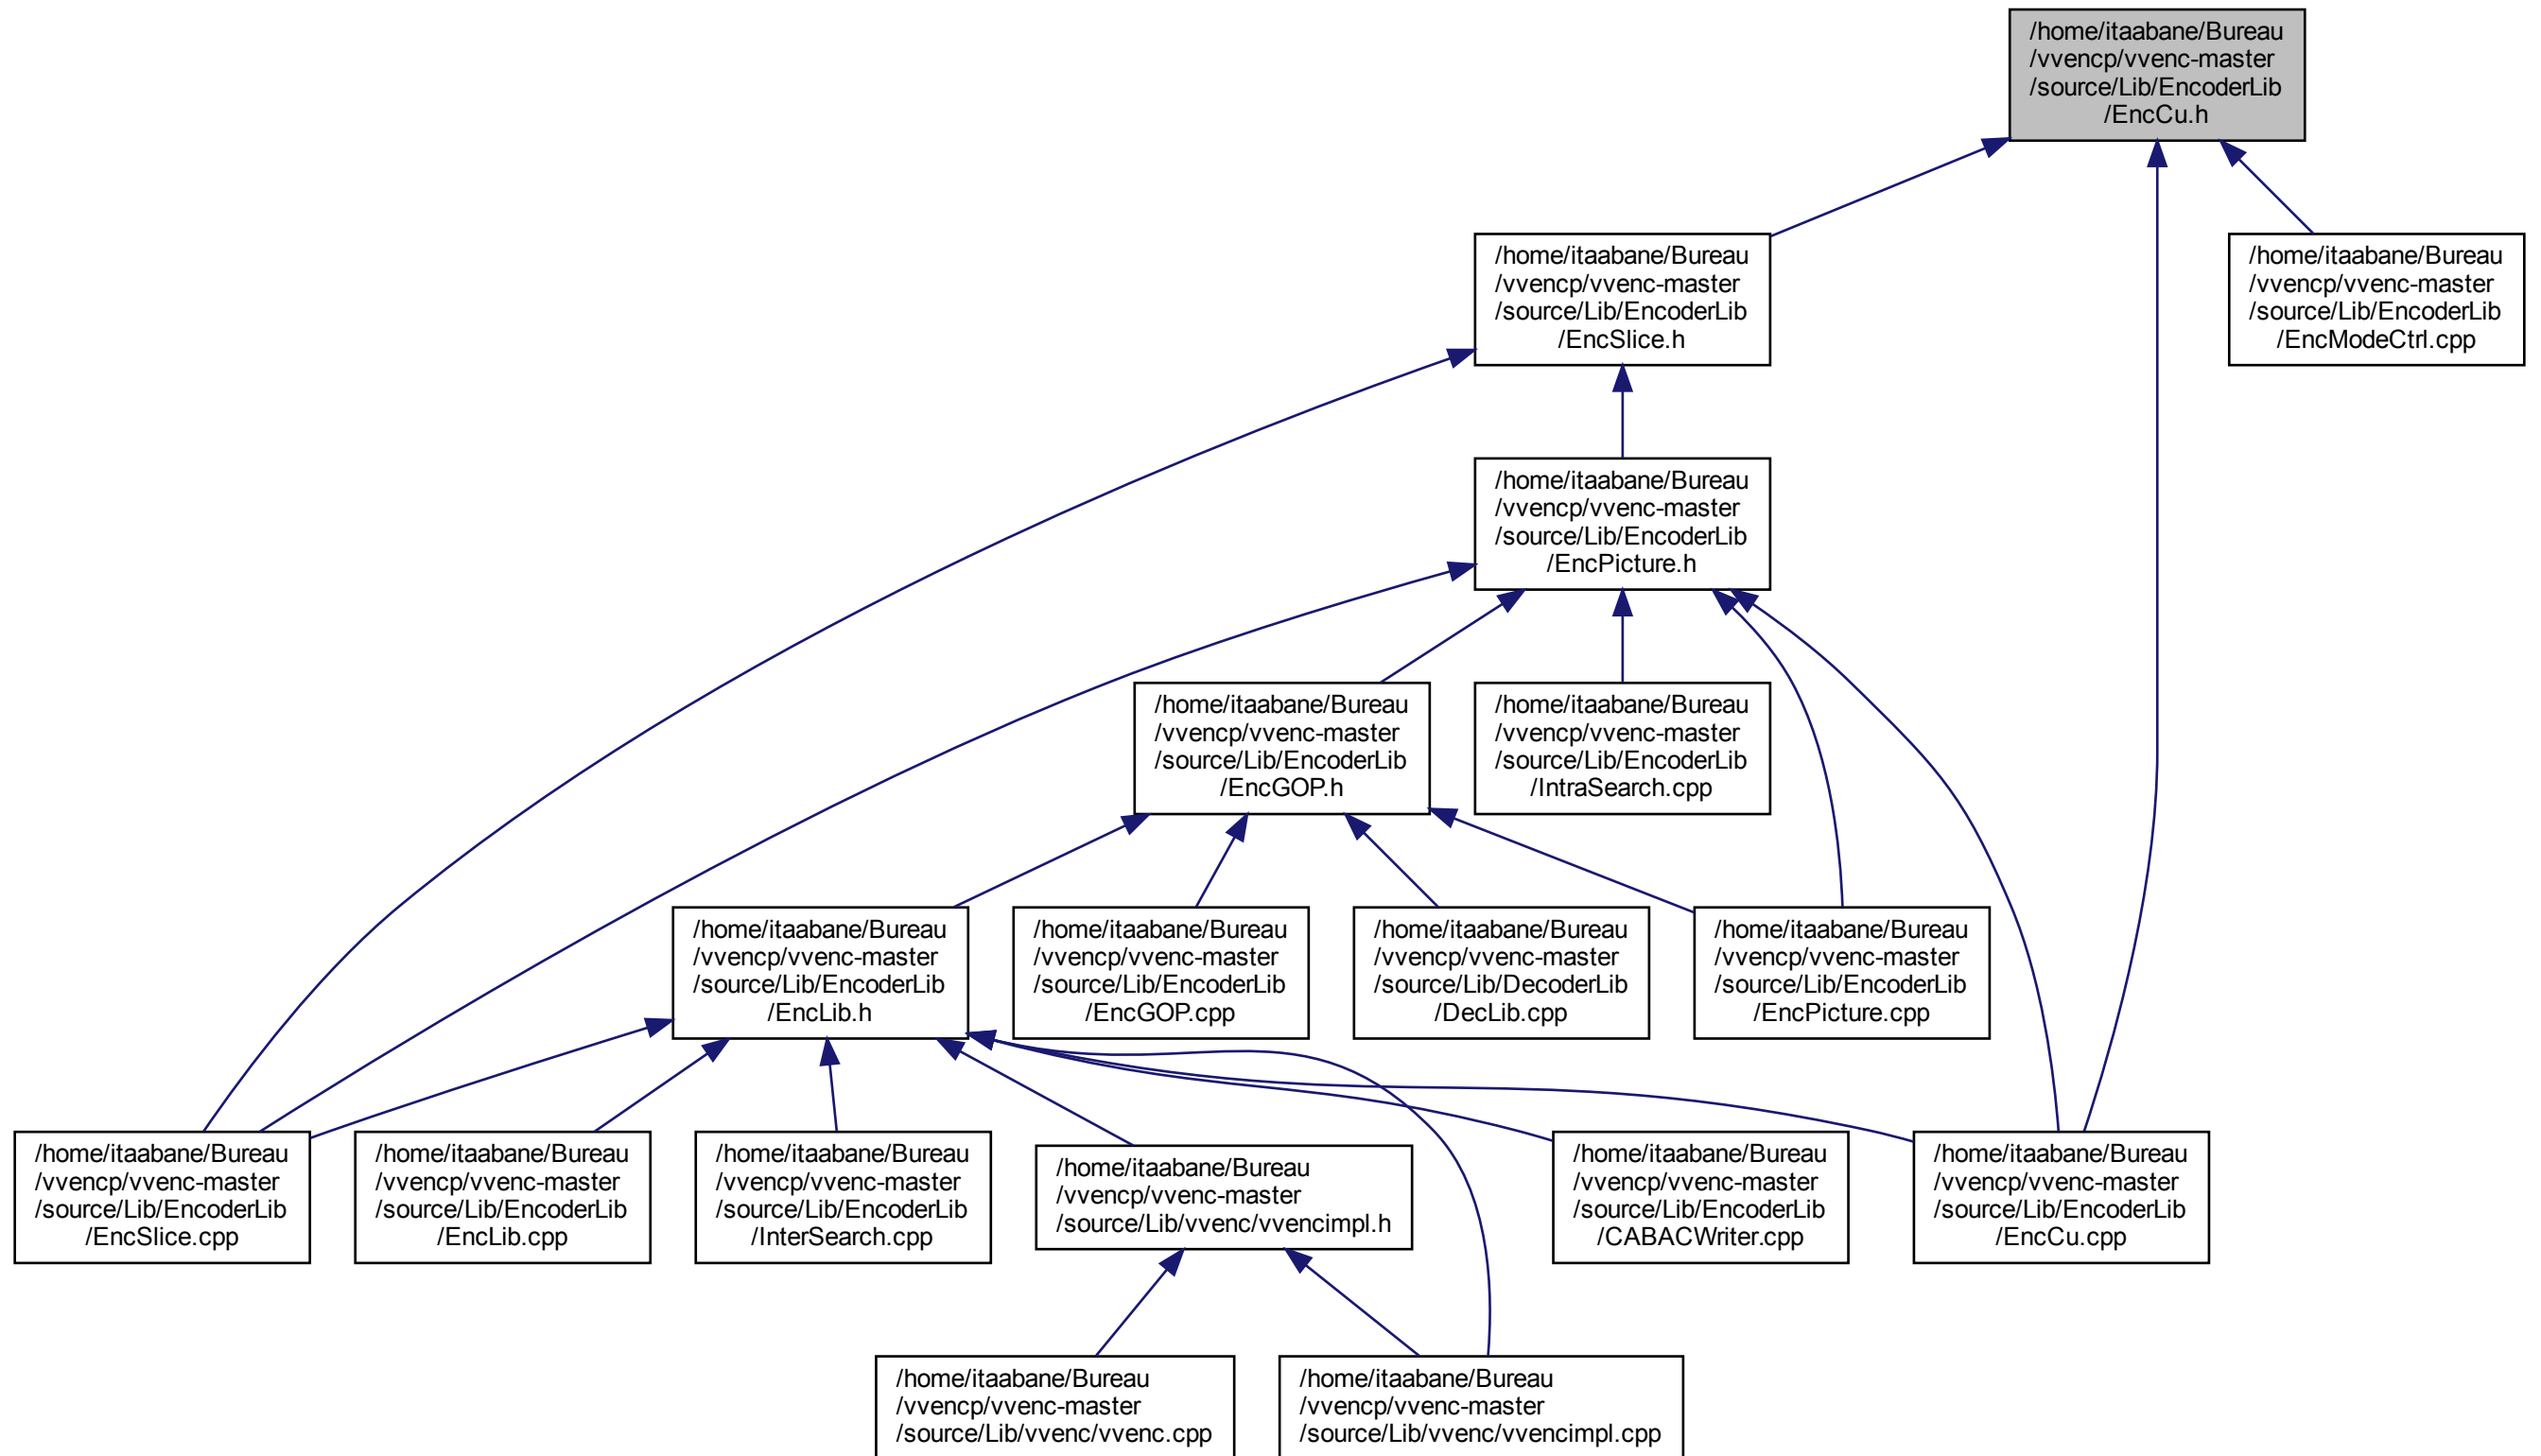 /home/itaabane/Bureau
/vvencp/vvenc-master
/source/Lib/EncoderLib
/EncCu.h
/home/itaabane/Bureau
/vvencp/vvenc-master
/source/Lib/EncoderLib
/EncSlice.h
/home/itaabane/Bureau
/vvencp/vvenc-master
/source/Lib/EncoderLib
/EncModeCtrl.cpp
/home/itaabane/Bureau
/vvencp/vvenc-master
/source/Lib/EncoderLib
/EncPicture.h
/home/itaabane/Bureau
/vvencp/vvenc-master
/source/Lib/EncoderLib
/EncGOP.h
/home/itaabane/Bureau
/vvencp/vvenc-master
/source/Lib/EncoderLib
/IntraSearch.cpp
/home/itaabane/Bureau
/vvencp/vvenc-master
/source/Lib/EncoderLib
/EncLib.h
/home/itaabane/Bureau
/vvencp/vvenc-master
/source/Lib/EncoderLib
/EncGOP.cpp
/home/itaabane/Bureau
/vvencp/vvenc-master
/source/Lib/DecoderLib
/DecLib.cpp
/home/itaabane/Bureau
/vvencp/vvenc-master
/source/Lib/EncoderLib
/EncPicture.cpp
/home/itaabane/Bureau
/vvencp/vvenc-master
/source/Lib/EncoderLib
/EncSlice.cpp
/home/itaabane/Bureau
/vvencp/vvenc-master
/source/Lib/EncoderLib
/EncLib.cpp
/home/itaabane/Bureau
/vvencp/vvenc-master
/source/Lib/EncoderLib
/InterSearch.cpp
/home/itaabane/Bureau
/vvencp/vvenc-master
/source/Lib/vvenc/vvencimpl.h
/home/itaabane/Bureau
/vvencp/vvenc-master
/source/Lib/EncoderLib
/CABACWriter.cpp
/home/itaabane/Bureau
/vvencp/vvenc-master
/source/Lib/EncoderLib
/EncCu.cpp
/home/itaabane/Bureau
/vvencp/vvenc-master
/source/Lib/vvenc/vvenc.cpp
/home/itaabane/Bureau
/vvencp/vvenc-master
/source/Lib/vvenc/vvencimpl.cpp